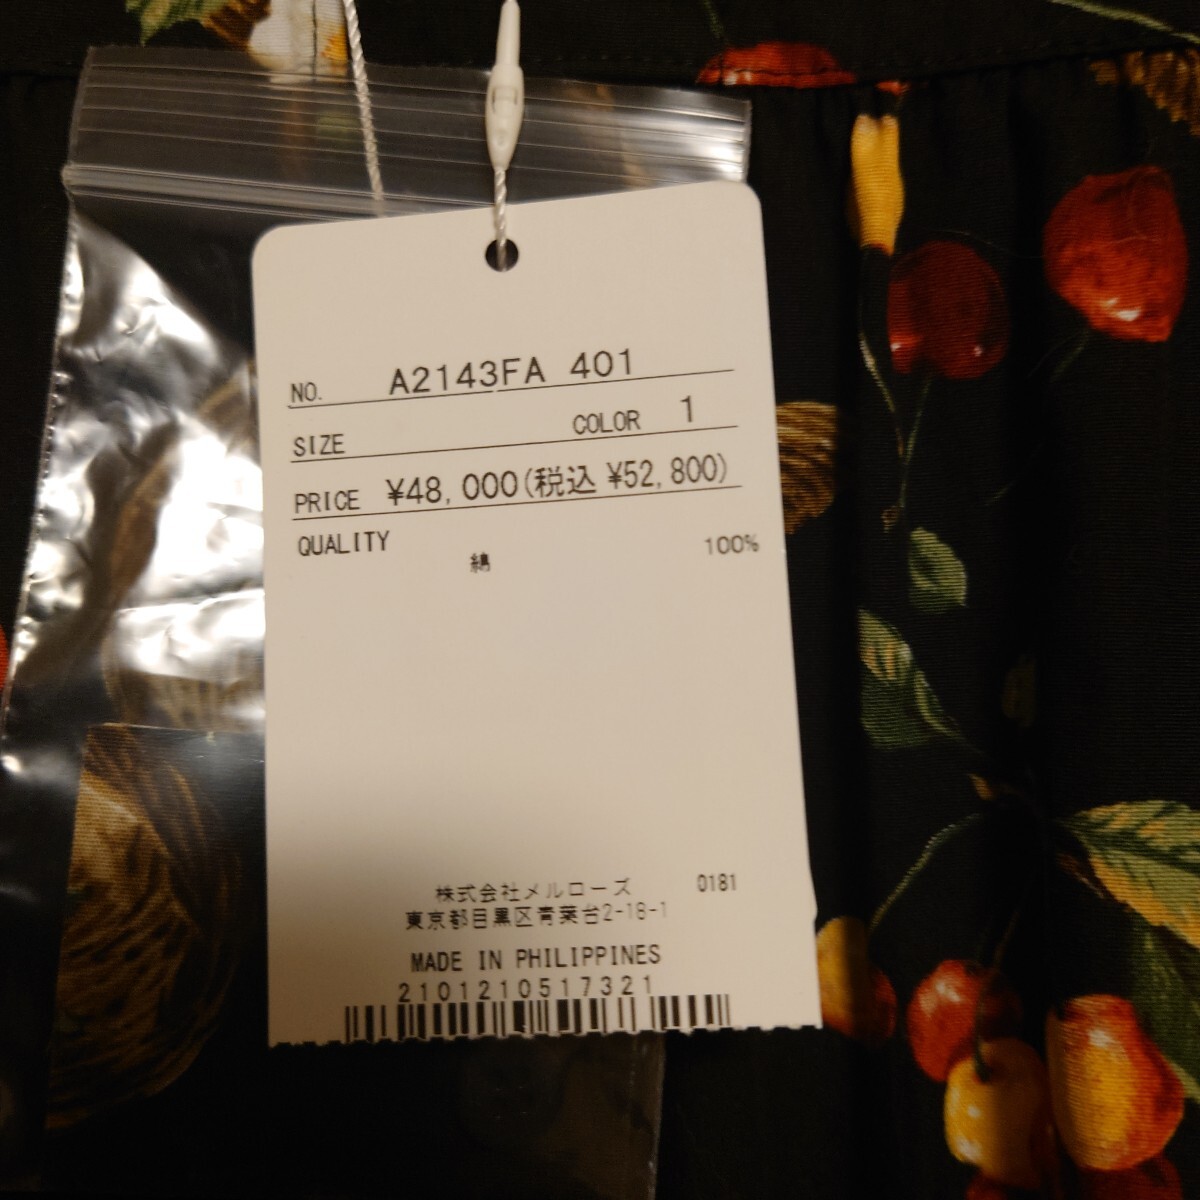 NO. A2143FA 401
SIZE COLOR 1
PRICE ¥48,000(税込 ¥52,800)
QUALITY
綿 100%
株式会社メルローズ 0181
東京都目黒区青葉台2-18-1
MADE IN PHILIPPINES
2101210517321